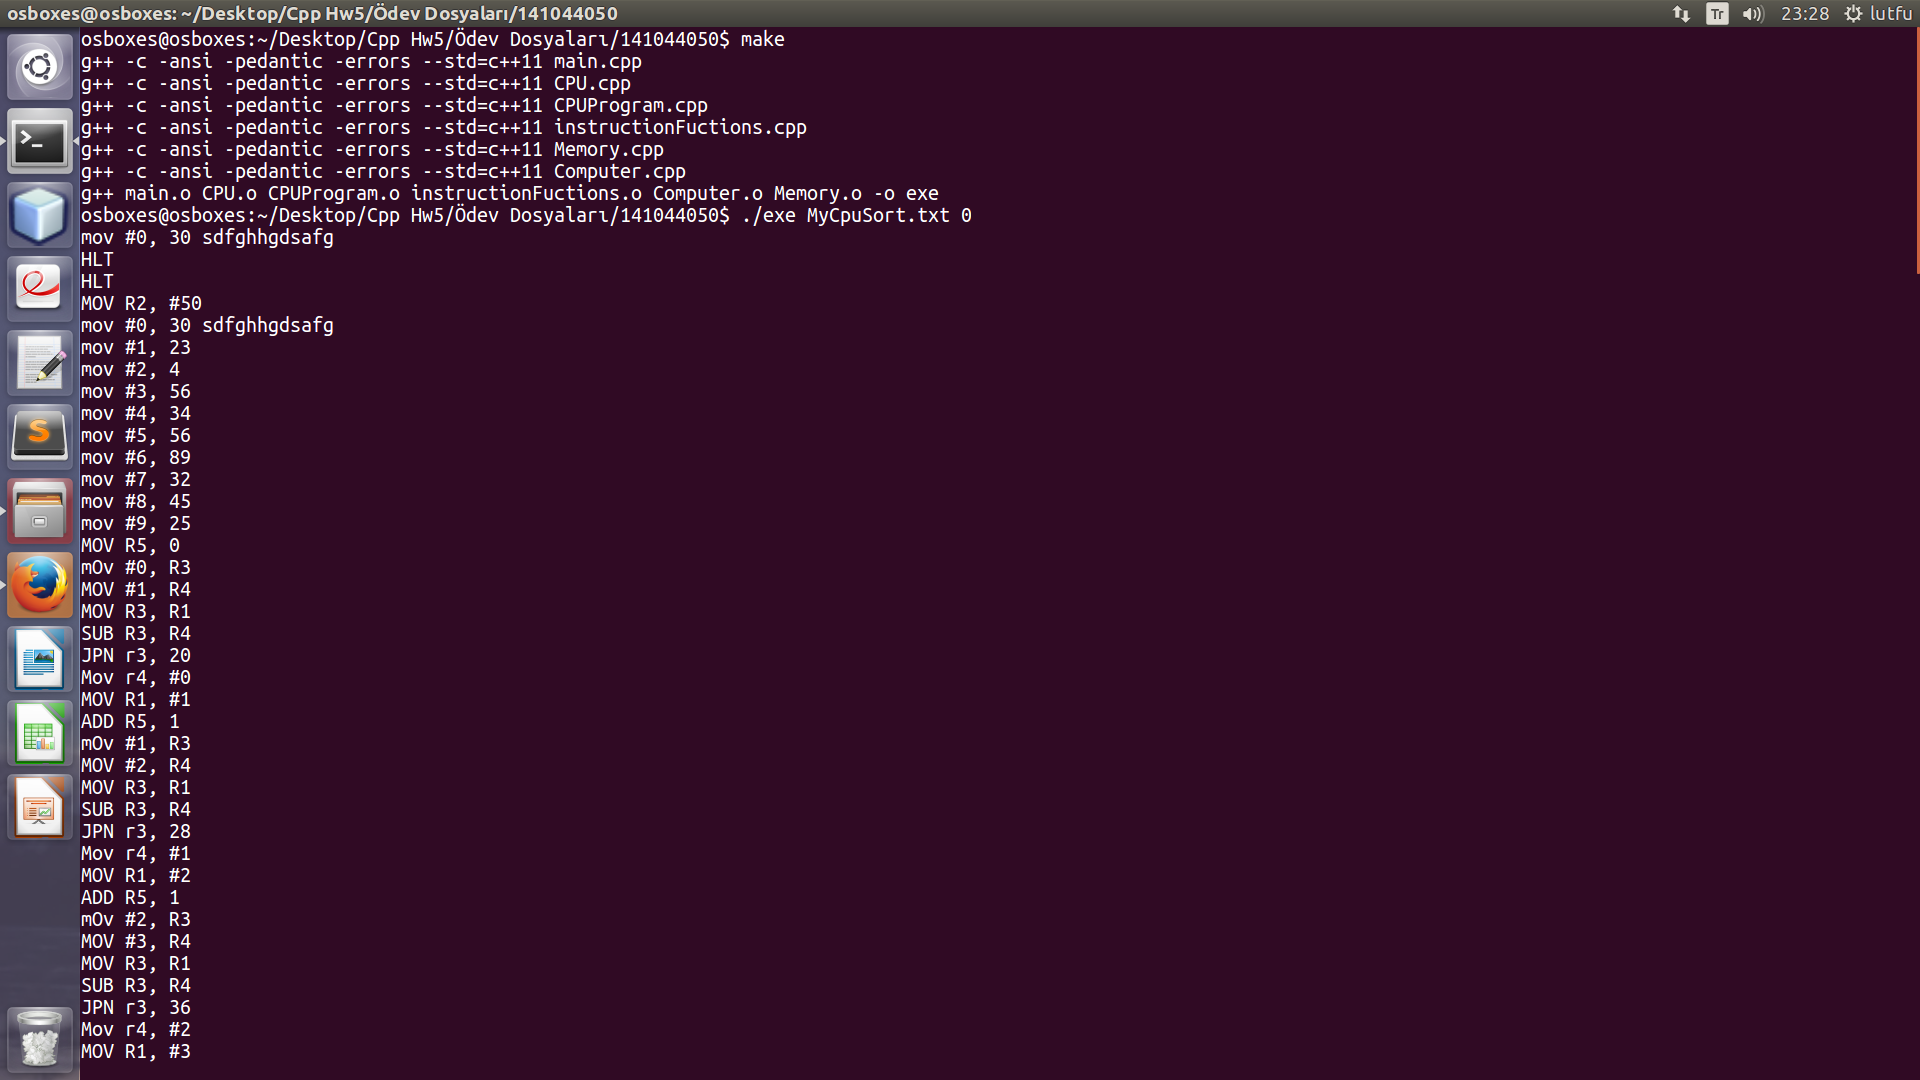 osboxes@osboxes: ~/Desktop/Cpp Hw5/Ödev Dosyaları/141044050
Tr
23:28
lutfu
osboxes@osboxes:~/Desktop/Cpp Hw5/Ödev Dosyaları/141044050$ make
g++ -c -ansi -pedantic -errors --std=c++11 main.cpp
g++ -c -ansi -pedantic -errors --std=c++11 CPU.cpp
g++ -c -ansi -pedantic -errors --std=c++11 CPUProgram.cpp
g++ -c -ansi -pedantic -errors --std=c++11 instructionFuctions.cpp
g++ -c -ansi -pedantic -errors --std=c++11 Memory.cpp
g++ -c -ansi -pedantic -errors --std=c++11 Computer.cpp
g++ main.o CPU.o CPUProgram.o instructionFuctions.o Computer.o Memory.o -o exe
osboxes@osboxes:~/Desktop/Cpp Hw5/Ödev Dosyaları/141044050$ ./exe MyCpuSort.txt 0
mov #0, 30 sdfghhgdsafg
HLT
HLT
MOV R2, #50
mov #0, 30 sdfghhgdsafg
mov #1, 23
mov #2, 4
mov #3, 56
mov #4, 34
mov #5, 56
mov #6, 89
mov #7, 32
mov #8, 45
mov #9, 25
MOV R5, 0
mOv #0, R3
MOV #1, R4
MOV R3, R1
SUB R3, R4
JPN r3, 20
Mov r4, #0
MOV R1, #1
ADD R5, 1
mOv #1, R3
MOV #2, R4
MOV R3, R1
SUB R3, R4
JPN r3, 28
Mov r4, #1
MOV R1, #2
ADD R5, 1
mOv #2, R3
MOV #3, R4
MOV R3, R1
SUB R3, R4
JPN r3, 36
Mov r4, #2
MOV R1, #3